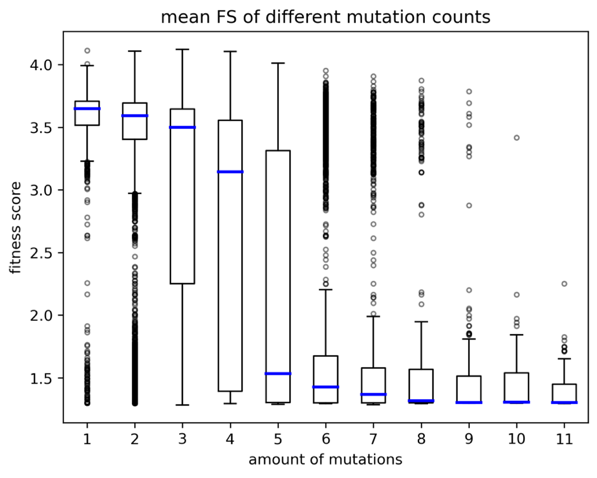 mean FS of different mutation counts
fitness score
4.0
3.5
3.0
2.5
2.0
1.5
1 2 3 4 5 6 7 8 9 10 11
amount of mutations